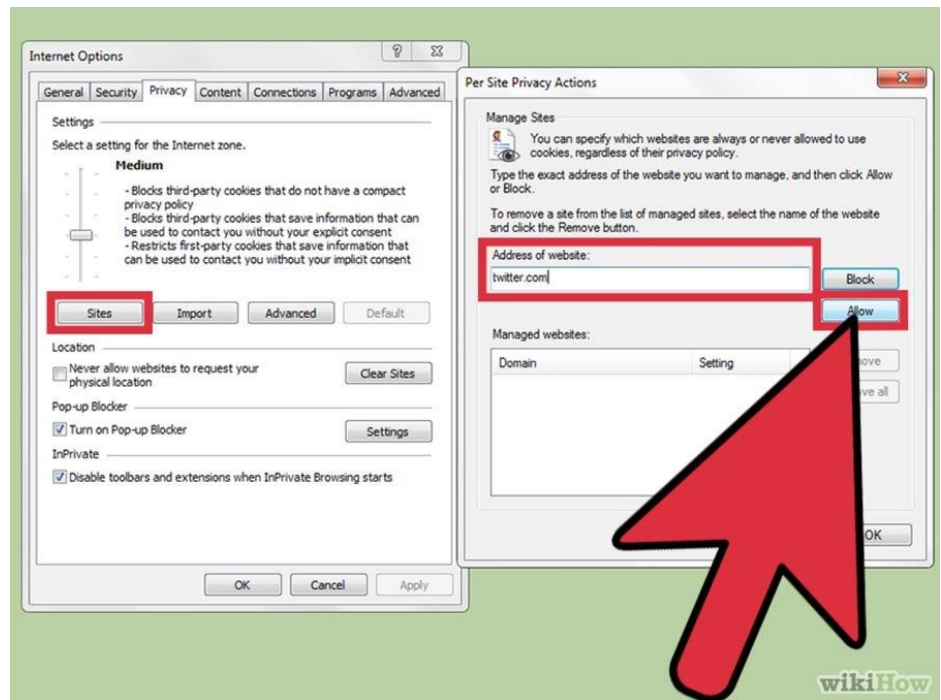 Internet Options
General Security Privacy Content Connections Programs Advanced
Settings
Select a setting for the Internet zone.
Medium
- Blocks third-party cookies that do not have a compact
privacy policy
- Blocks third-party cookies that save information that can
be used to contact you without your explicit consent
- Restricts first-party cookies that save information that
can be used to contact you without your implicit consent
Sites Import Advanced Default
Location
Never allow websites to request your
physical location
Clear Sites
Pop-up Blocker
Turn on Pop-up Blocker
Settings
InPrivate
Disable toolbars and extensions when InPrivate Browsing starts
OK Cancel Apply
Per Site Privacy Actions
Manage Sites
You can specify which websites are always or never allowed to use
cookies, regardless of their privacy policy.
Type the exact address of the website you want to manage, and then click Allow
or Block.
To remove a site from the list of managed sites, select the name of the website
and click the Remove button.
Address of website:
twitter.com
Block
Allow
Managed websites:
Domain Setting
OK
wikiHow